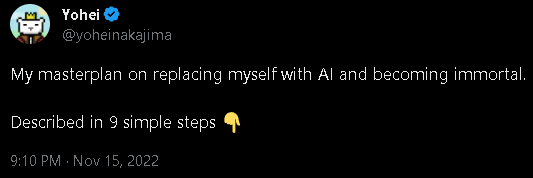 Yohei
@yoheinakajima
My masterplan on replacing myself with AI and becoming immortal.
Described in 9 simple steps 👇
9:10 PM · Nov 15, 2022